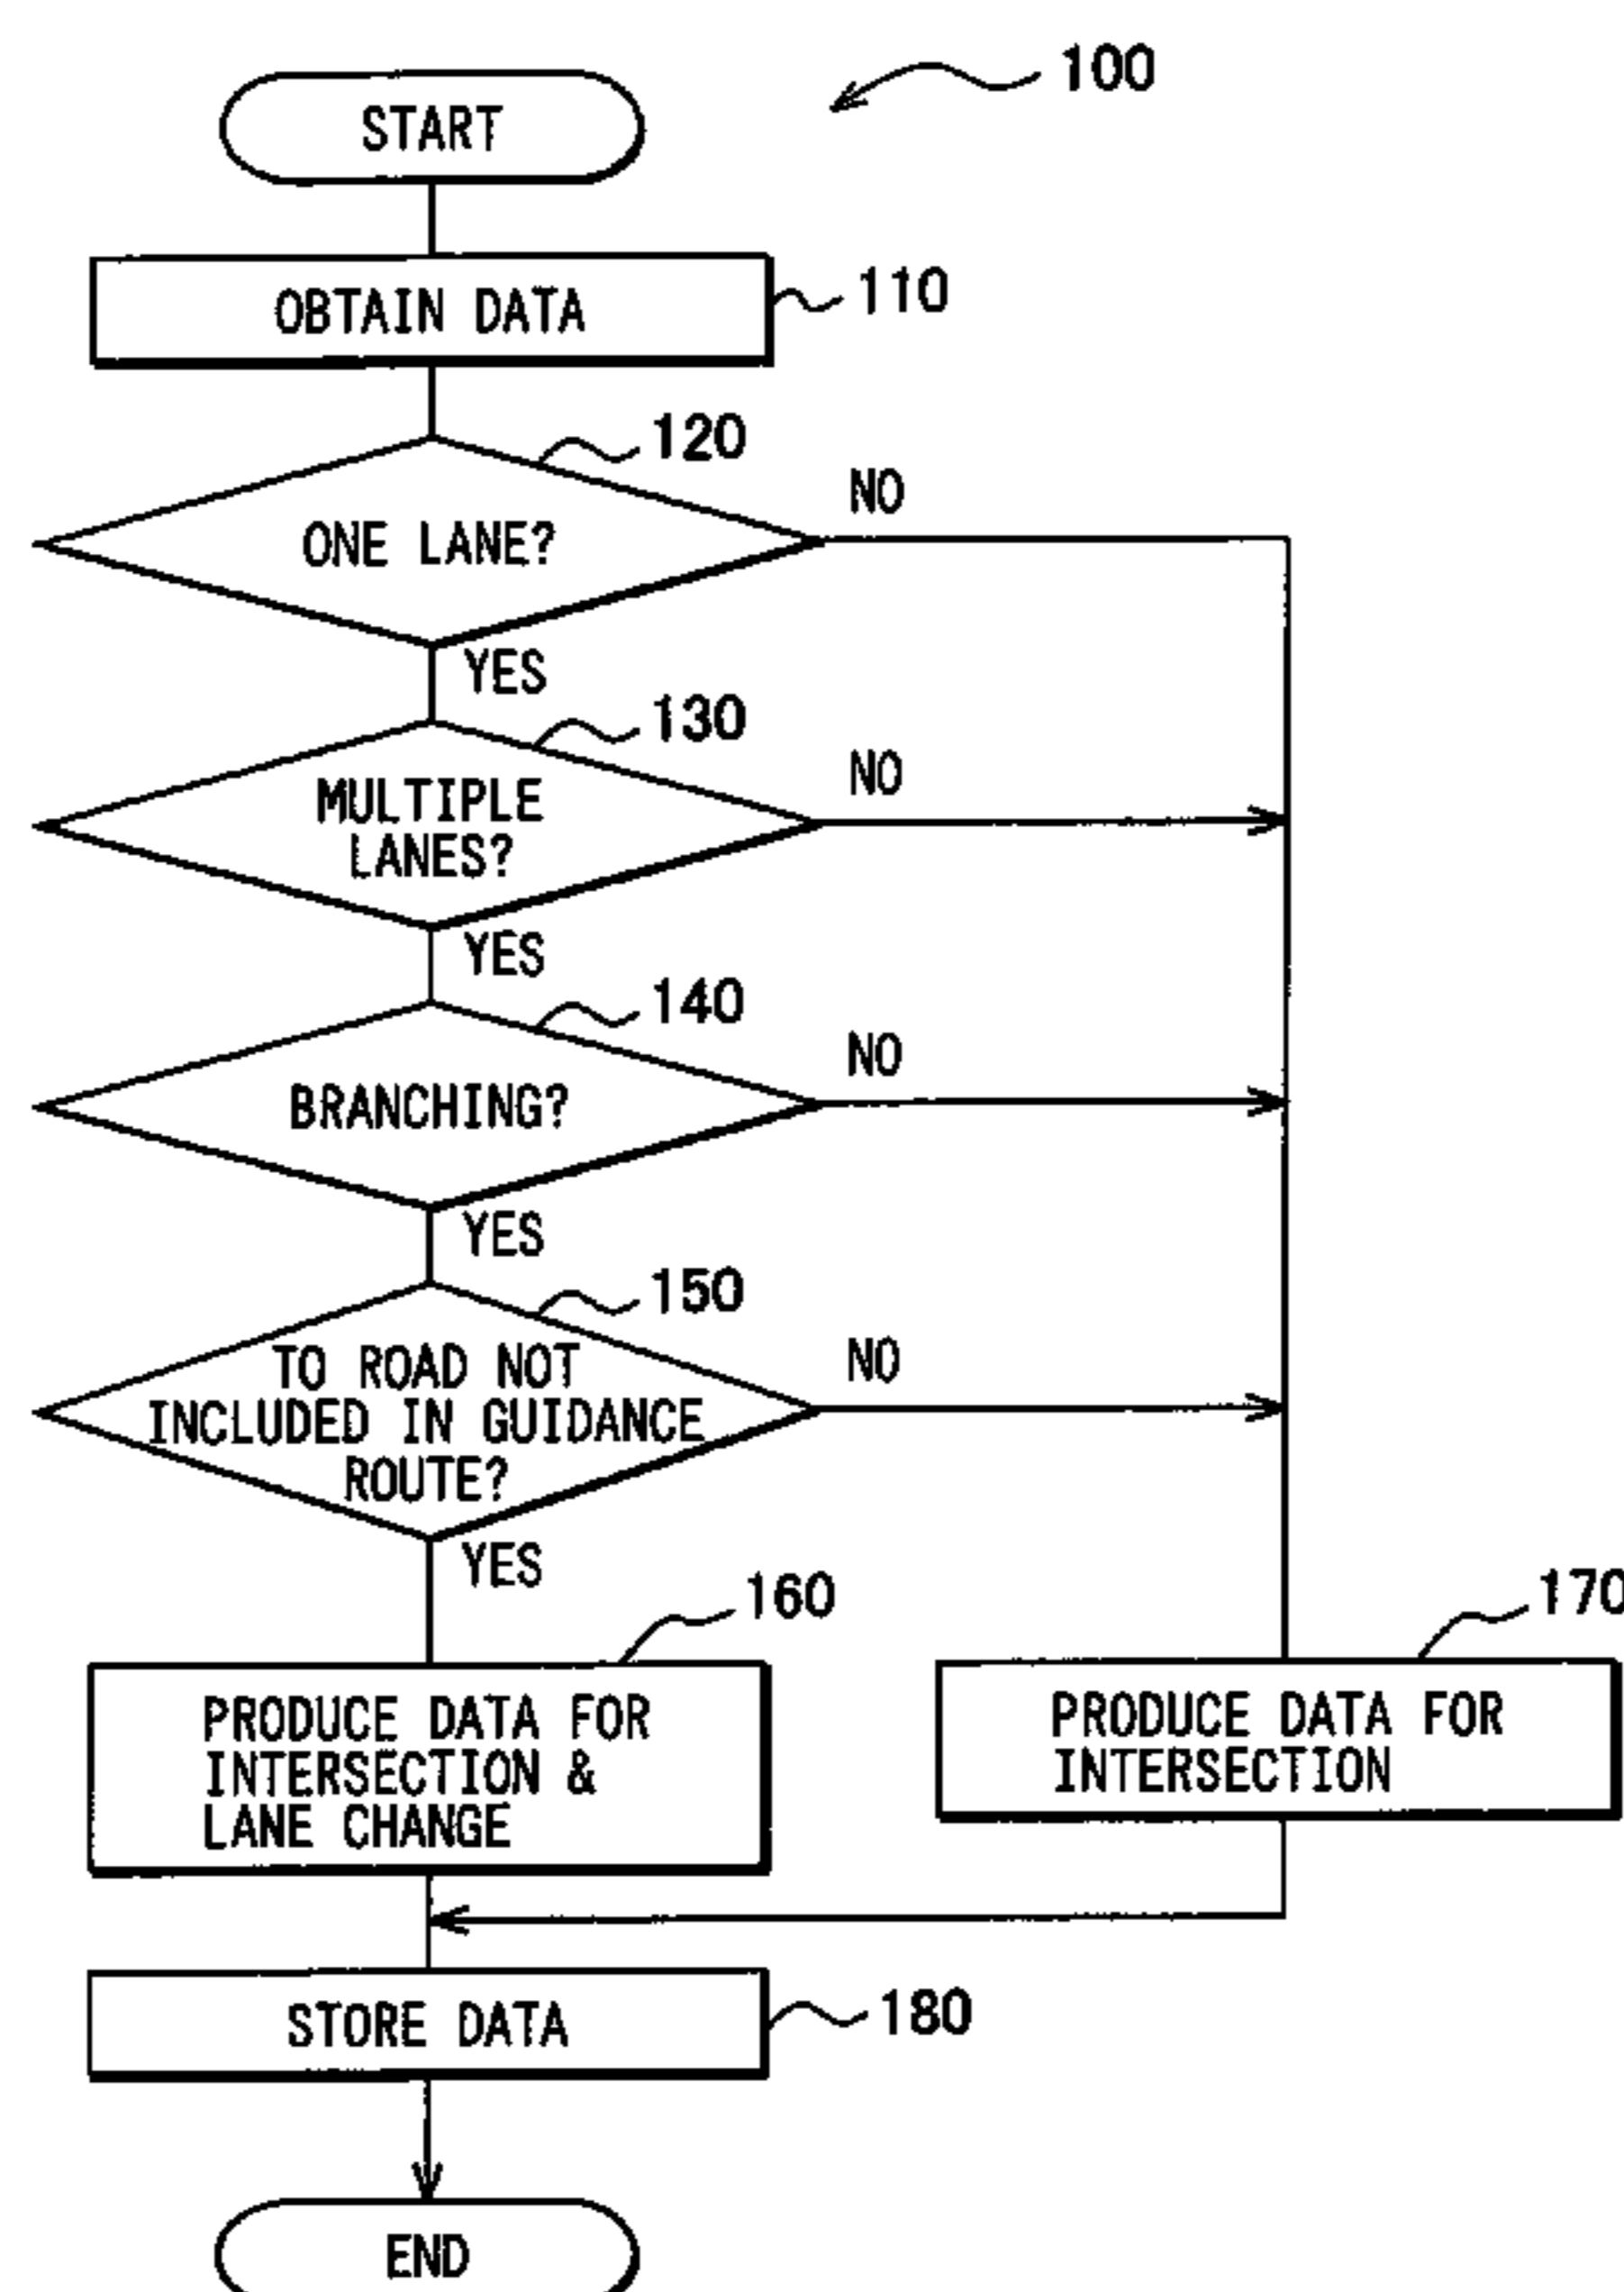 100
START
OBTAIN DATA
110
120
ONE LANE?
NO
YES
130
MULTIPLE
LANES?
NO
YES
140
BRANCHING?
NO
YES
150
TO ROAD NOT
INCLUDED IN GUIDANCE
ROUTE?
NO
YES
160
PRODUCE DATA FOR
INTERSECTION &
LANE CHANGE
170
PRODUCE DATA FOR
INTERSECTION
STORE DATA
180
END